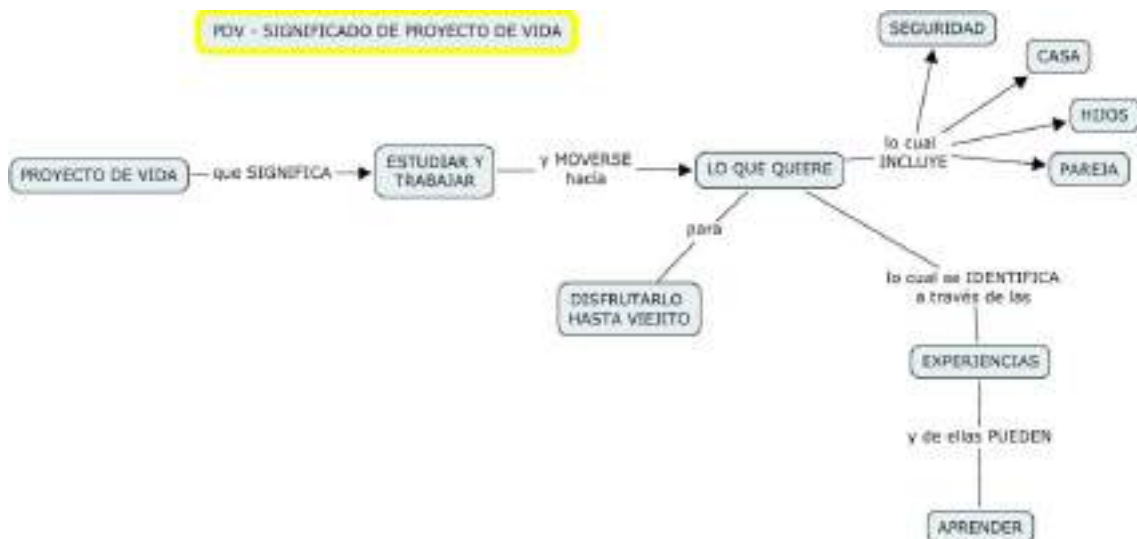 PDV - SIGNIFICADO DE PROYECTO DE VIDA
SEGURIDAD
CASA
HIJOS
PAREJA
lo cual
INCLUYE
PROYECTO DE VIDA
que SIGNIFICA
ESTUDIAR Y
TRABAJAR
y MOVERSE
hacia
LO QUE QUIERE
para
DISFRUTARLO
HASTA VIEJITO
lo cual se IDENTIFICA
a través de las
EXPERIENCIAS
y de ellas PUEDEN
APRENDER